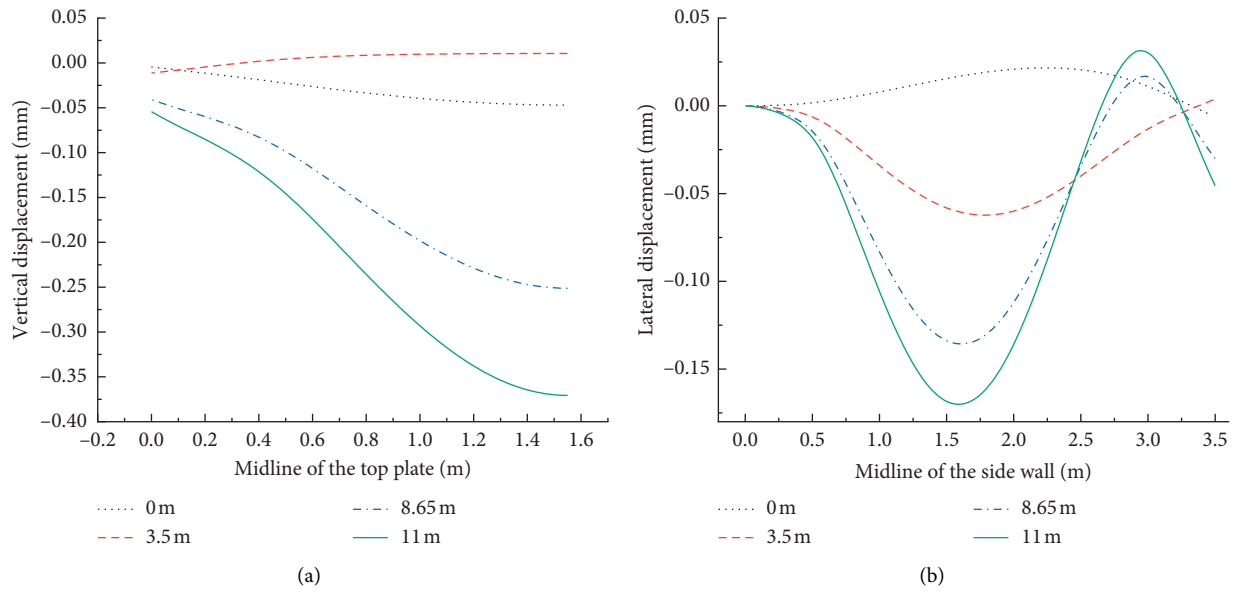 0.05
0.00
−0.05
−0.10
−0.15
−0.20
−0.25
−0.30
−0.35
−0.40
Vertical displacement (mm)
−0.2 0.0 0.2 0.4 0.6 0.8 1.0 1.2 1.4 1.6
Midline of the top plate (m)
0 m 8.65 m
3.5 m 11 m
(a)
0.05
0.00
−0.05
−0.10
−0.15
Lateral displacement (mm)
0.0 0.5 1.0 1.5 2.0 2.5 3.0 3.5
Midline of the side wall (m)
0 m 8.65 m
3.5 m 11 m
(b)